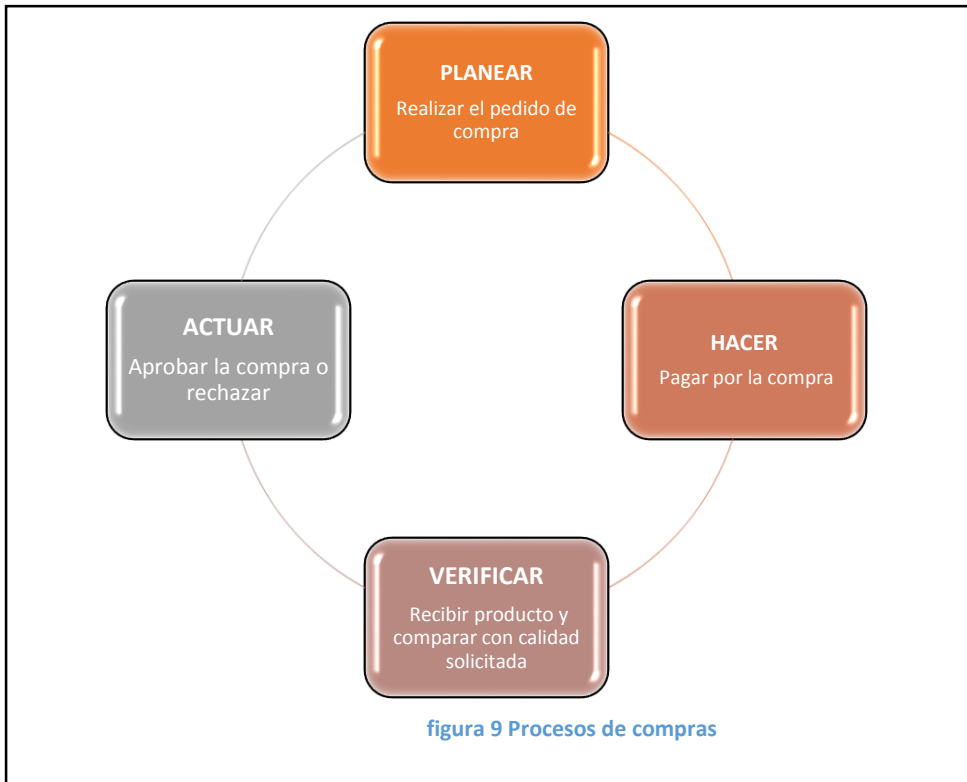 PLANEAR
Realizar el pedido de
compra
ACTUAR
Aprobar la compra o
rechazar
HACER
Pagar por la compra
VERIFICAR
Recibir producto y
comparar con calidad
solicitada
figura 9 Procesos de compras